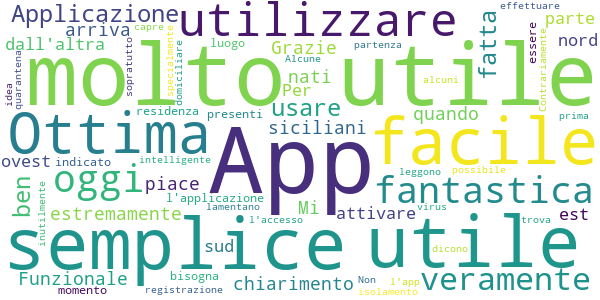 Applicazione utilizzare effettuare
arriva capre luogo Grazie partenza fatta essere parte
dall'altra sopratutto specialmente Alcune nord
idea quarantena molto utile
domiciliare nati Per alcuni Contrariamente
residenza presenti usare quando possibile prima
Ottima App siciliani facile
ovest indicato intelligente leggono
ben oggi piace l'applicazione fantastica
inutilmente estremamente lamentano Mi attivare virus trova est
semplice l'accesso utile
sud dicono
Funzionale bisogna chiarimento Non l'app veramente
momento registrazione isolamento